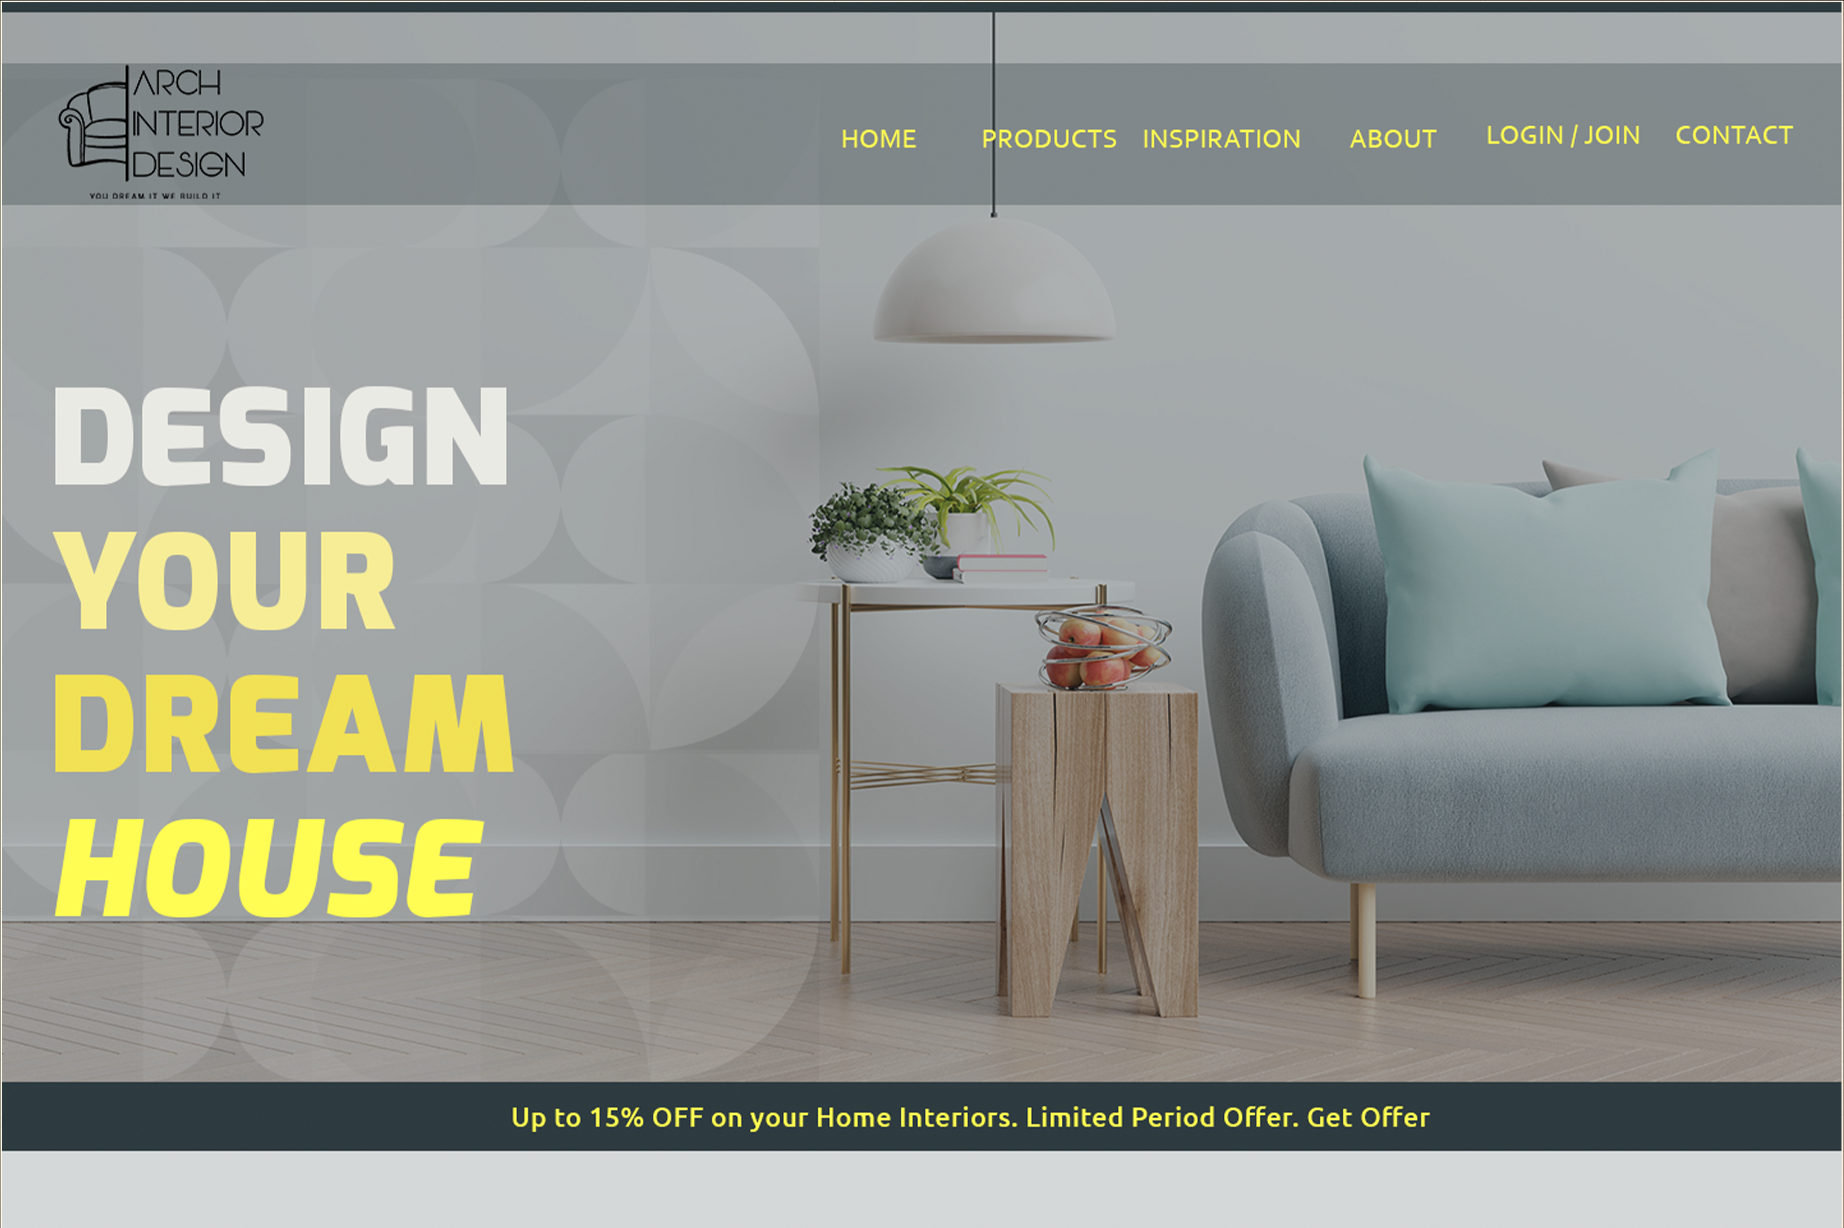 ARCH
INTERIOR
DESIGN
YOU DREAM IT WE BUILD IT
HOME PRODUCTS INSPIRATION ABOUT LOGIN / JOIN CONTACT
DESIGN
YOUR
DREAM
HOUSE
Up to 15% OFF on your Home Interiors. Limited Period Offer. Get Offer